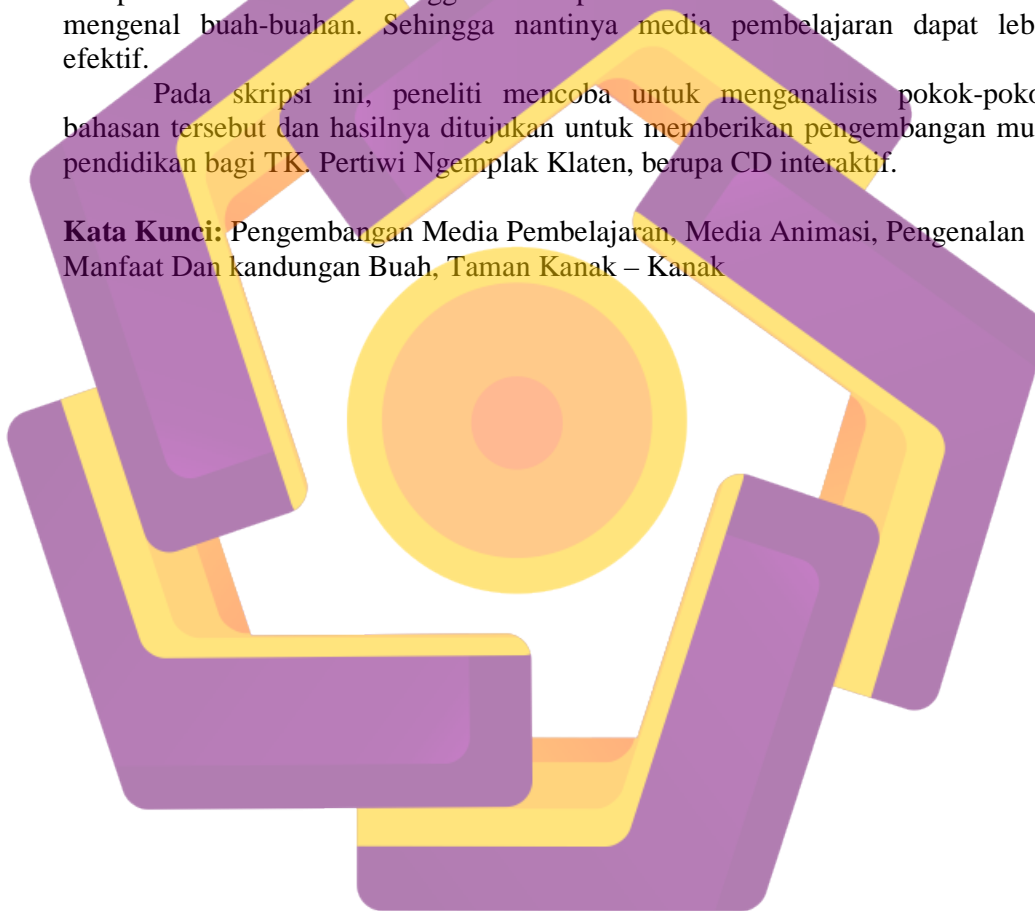 mengenal buah-buahan. Sehingga nantinya media pembelajaran dapat leb
efektif.
Pada skripsi ini, peneliti mencoba untuk menganalisis pokok-poko
bahasan tersebut dan hasilnya ditujukan untuk memberikan pengembangan mu
pendidikan bagi TK. Pertiwi Ngemplak Klaten, berupa CD interaktif.
Kata Kunci: Pengembangan Media Pembelajaran, Media Animasi, Pengenalan
Manfaat Dan kandungan Buah, Taman Kanak – Kanak